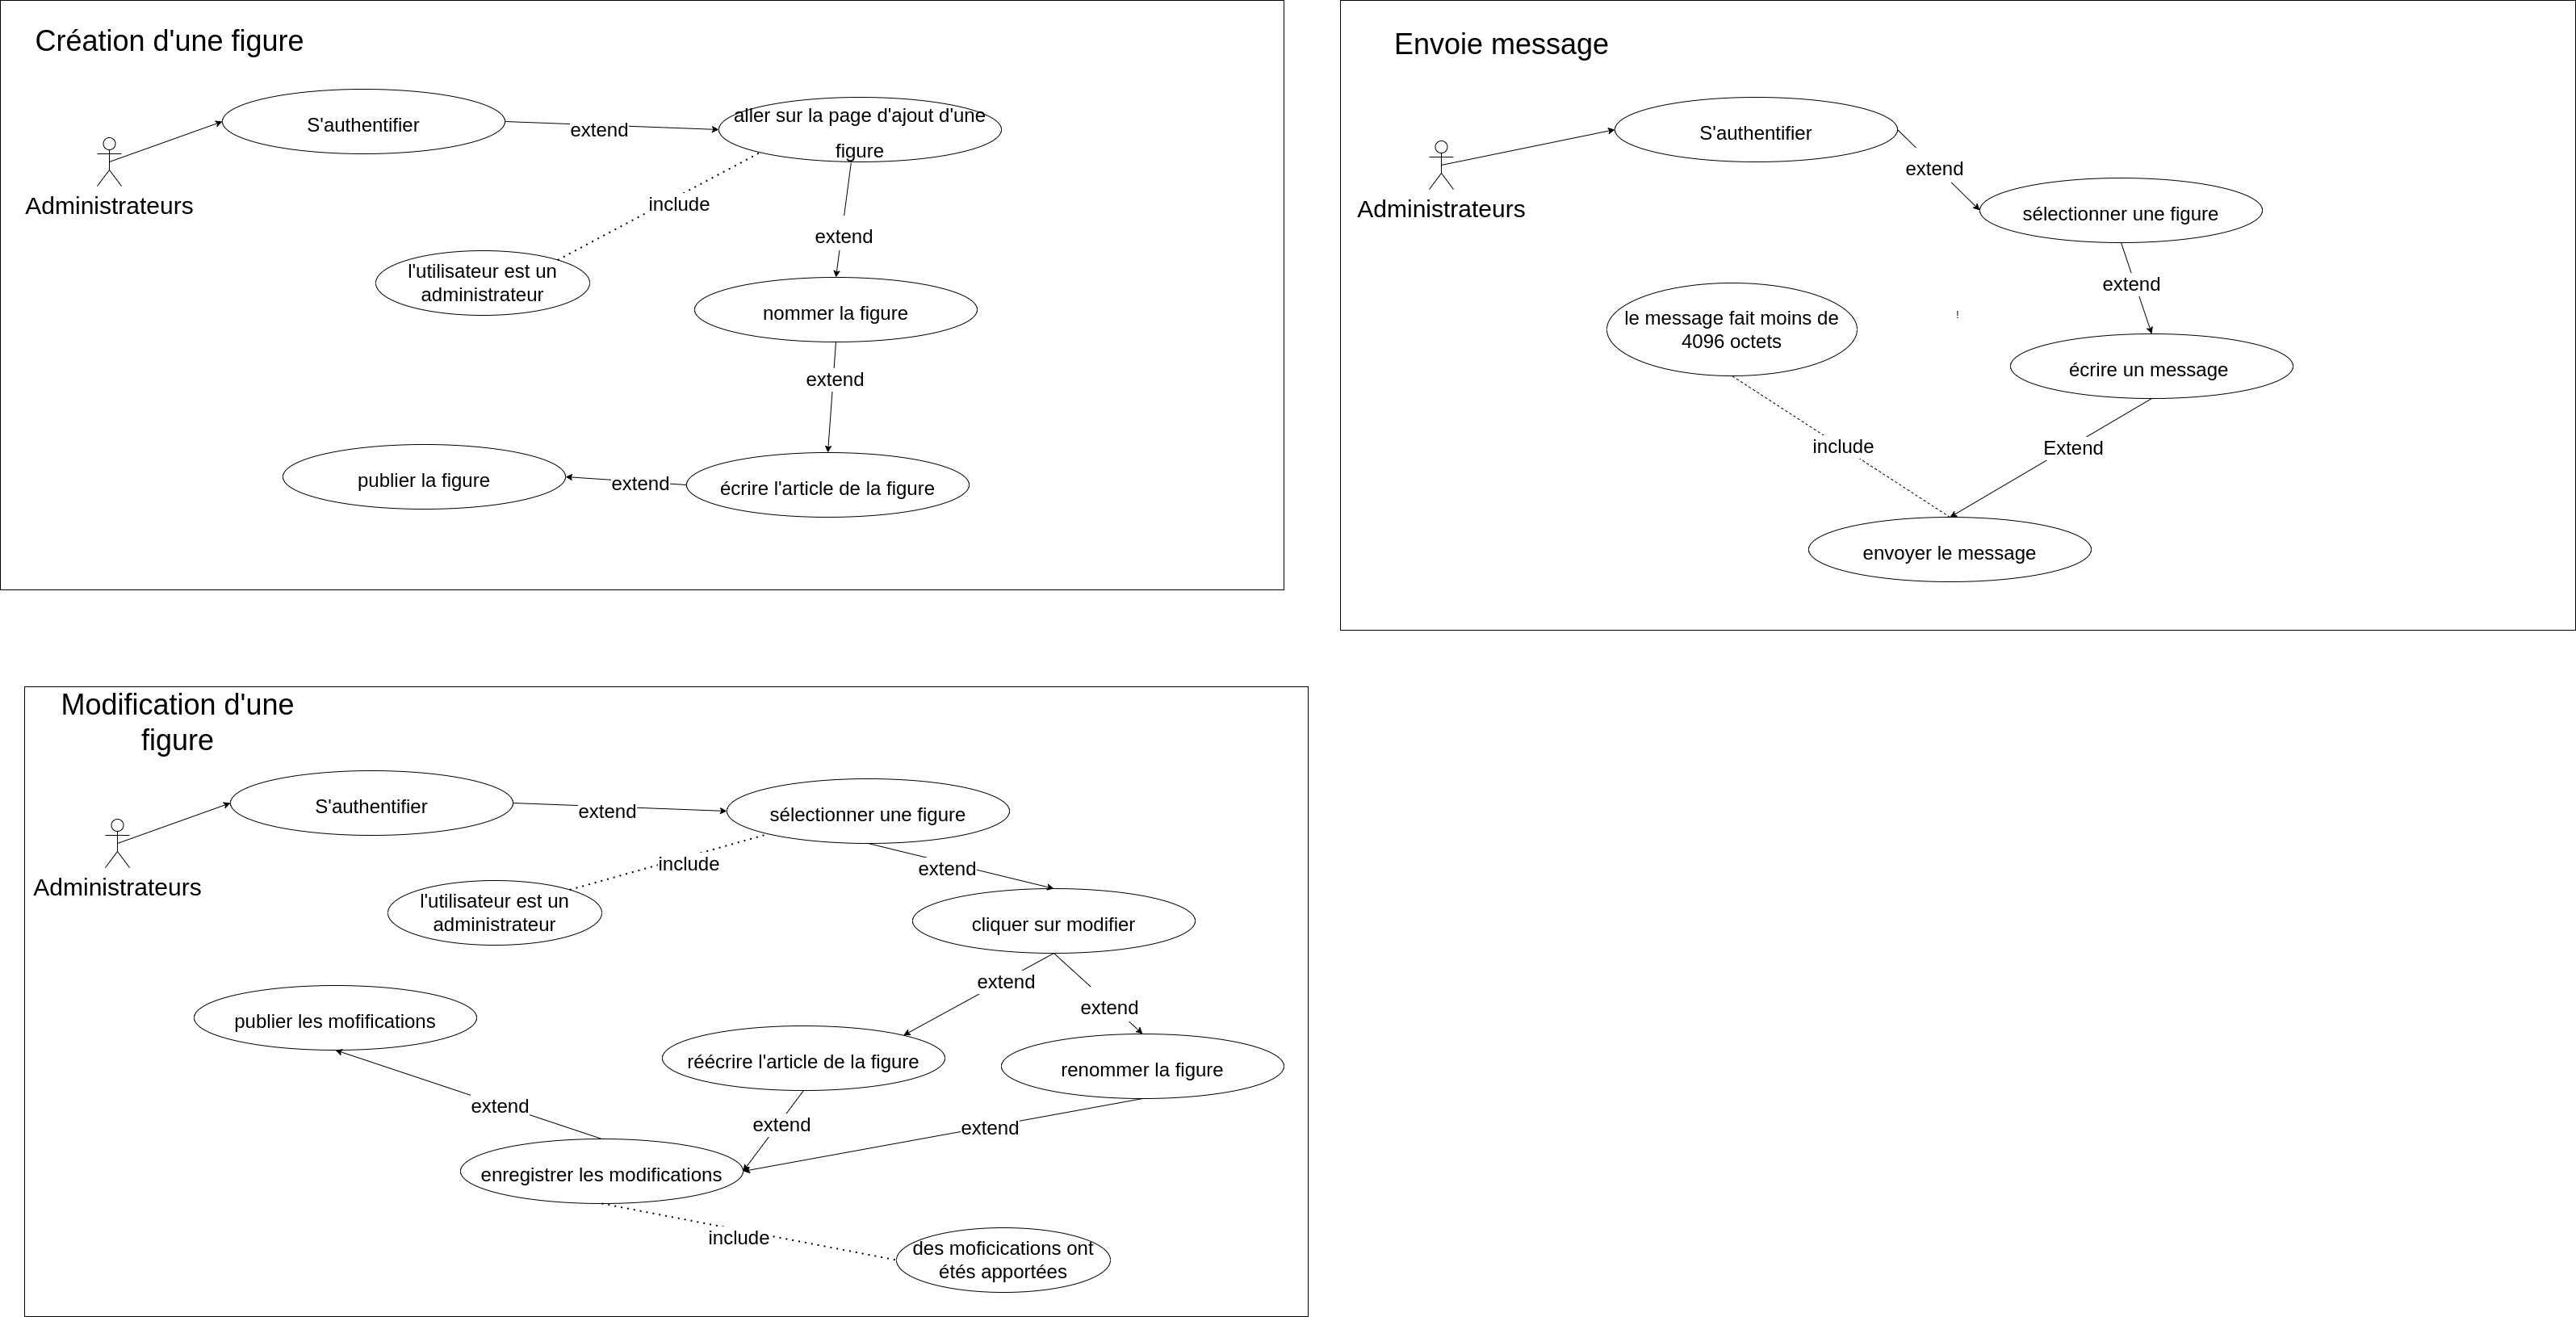 Création d'une figure
S'authentifier
extend
aller sur la page d'ajout d'une
figure
Administrateurs
include
extend
l'utilisateur est un
administrateur
nommer la figure
extend
publier la figure
extend
écrire l'article de la figure
Envoie message
S'authentifier
extend
Administrateurs
sélectionner une figure
extend
le message fait moins de
4096 octets
!
écrire un message
include
Extend
envoyer le message
Modification d'une
figure
S'authentifier
extend
sélectionner une figure
Administrateurs
include
extend
l'utilisateur est un
administrateur
cliquer sur modifier
extend
extend
publier les mofifications
réécrire l'article de la figure
renommer la figure
extend
extend
extend
enregistrer les modifications
include
des moficications ont
étés apportées